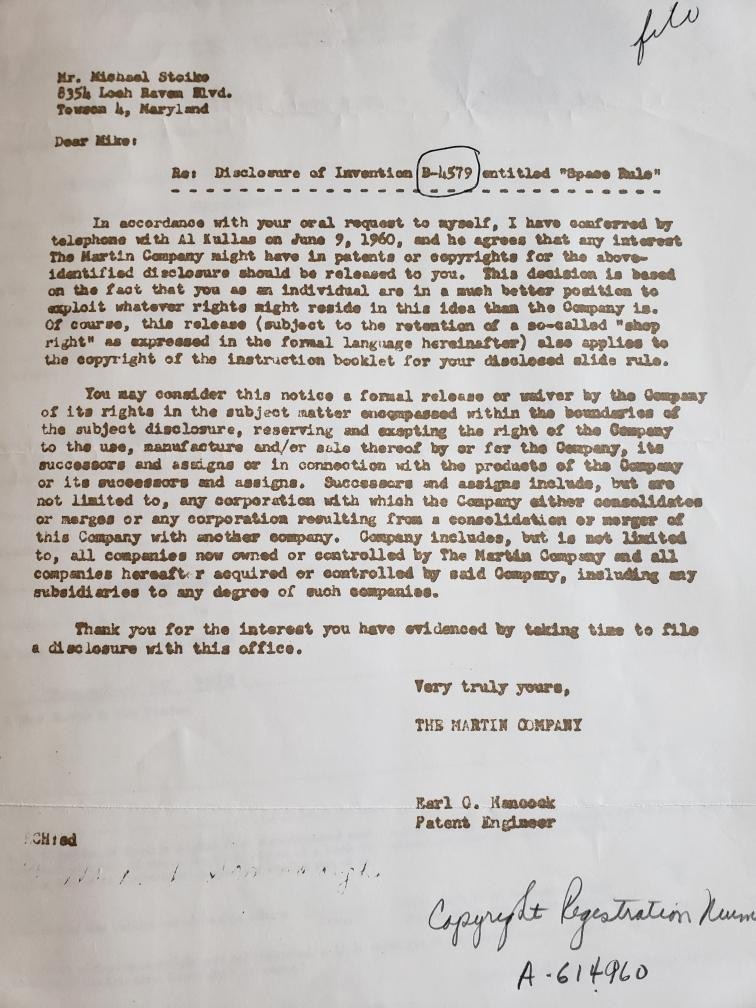 file
Mr. Michael Stoiko
8354 Loch Raven Blvd.
Towson 4, Maryland
Dear Mike:
Re: Disclosure of Invention B-4579 entitled "Space Rule"
In accordance with your oral request to myself, I have conferred by
telephone with Al Kullas on June 9, 1960, and he agrees that any interest
The Martin Company might have in patents or copyrights for the above-
identified disclosure should be released to you. This decision is based
on the fact that you as an individual are in a much better position to
exploit whatever rights might reside in this idea than the Company is.
Of course, this release (subject to the retention of a so-called "shop
right" as expressed in the formal language hereinafter) also applies to
the copyright of the instruction booklet for your disclosed slide rule.
You may consider this notice a formal release or waiver by the Company
of its rights in the subject matter encompassed within the boundaries of
the subject disclosure, reserving and exepting the right of the Company
to the use, manufacture and/or sale thereof by or for the Company, its
successors and assigns or in connection with the products of the Company
or its successors and assigns. Successors and assigns include, but are
not limited to, any corporation with which the Company either consolidates
or merges or any corporation resulting from a consolidation or merger of
this Company with another company. Company includes, but is not limited
to, all companies now owned or controlled by The Martin Company and all
companies hereafter acquired or controlled by said Company, including any
subsidiaries to any degree of such companies.
Thank you for the interest you have evidenced by taking time to file
a disclosure with this office.
Very truly yours,
THE MARTIN COMPANY
Earl C. Hancock
Patent Engineer
ECH:ed
Copyright Registration Num
A-614960